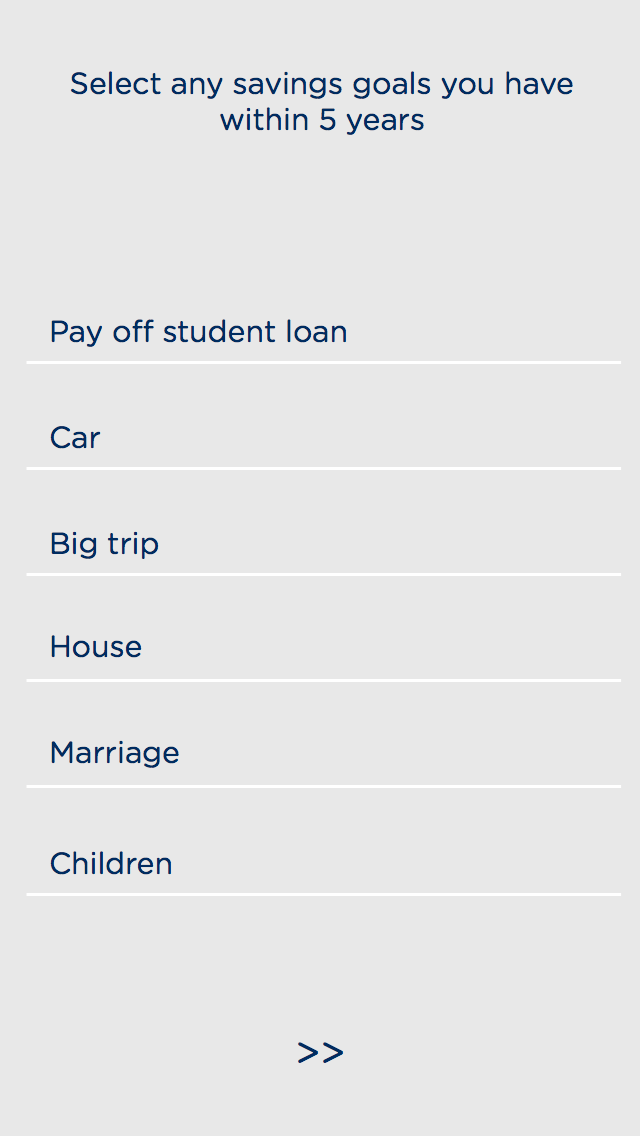 Select any savings goals you have
within 5 years
Pay off student loan
Car
Big trip
House
Marriage
Children
>>